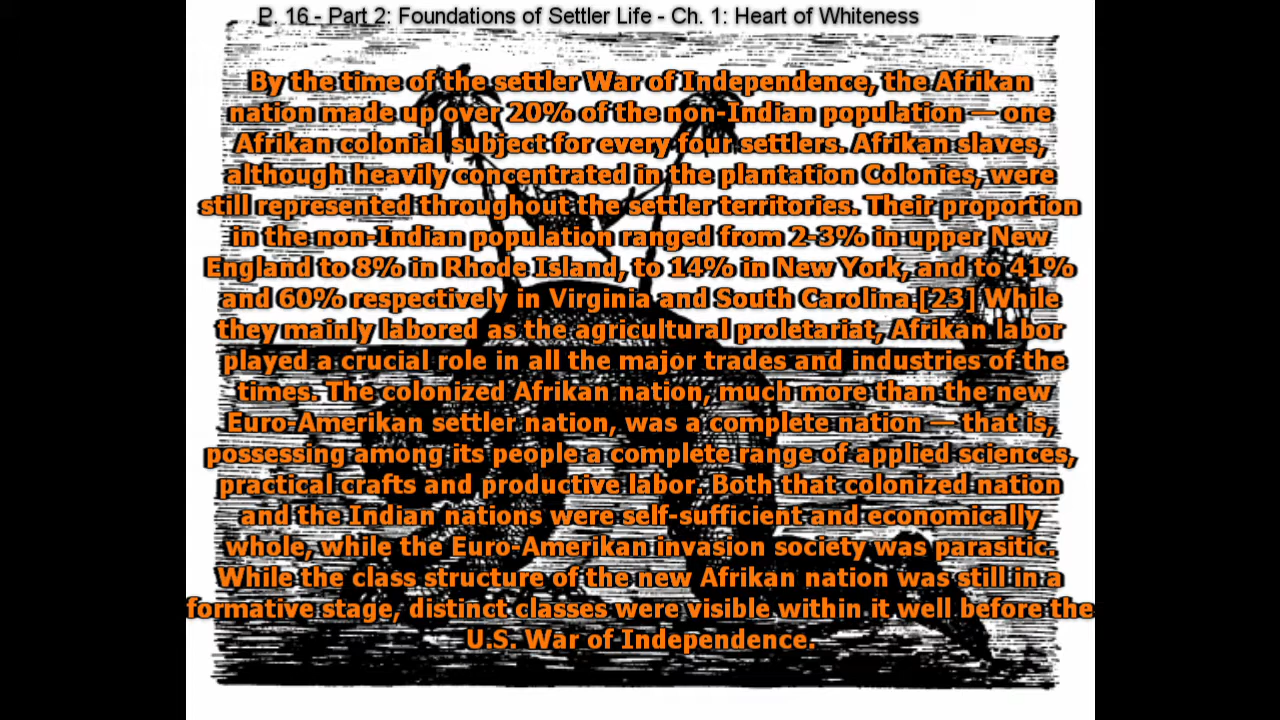 P. 16 - Part 2: Foundations of Settler Life - Ch. 1: Heart of Whiteness
By the time of the settler War of Independence, the Afrikan
nation made up over 20% of the non-Indian population — one
Afrikan colonial subject for every four settlers. Afrikan slaves,
although heavily concentrated in the plantation Colonies, were
still represented throughout the settler territories. Their proportion
in the non-Indian population ranged from 2-3% in upper New
England to 8% in Rhode Island, to 14% in New York, and to 41%
and 60% respectively in Virginia and South Carolina.[23] While
they mainly labored as the agricultural proletariat, Afrikan labor
played a crucial role in all the major trades and industries of the
times. The colonized Afrikan nation, much more than the new
Euro-Amerikan settler nation, was a complete nation — that is,
possessing among its people a complete range of applied sciences,
practical crafts and productive labor. Both that colonized nation
and the Indian nations were self-sufficient and economically
whole, while the Euro-Amerikan invasion society was parasitic.
While the class structure of the new Afrikan nation was still in a
formative stage, distinct classes were visible within it well before the
U.S. War of Independence.